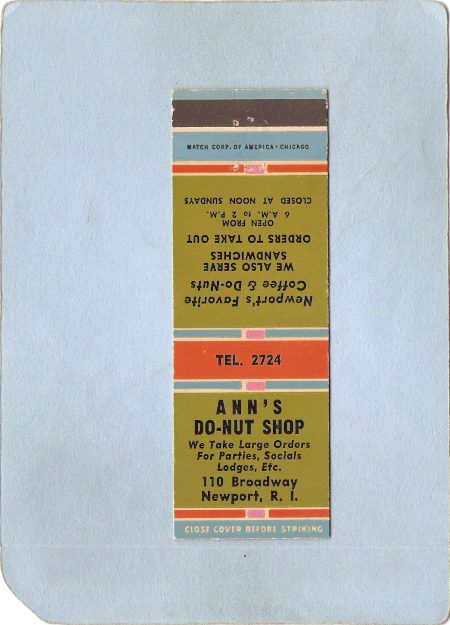 MATCH CORP. OF AMERICA: CHICAGO
Newport's Favorite
Coffee & Do-Nuts
WE ALSO SERVE
SANDWICHES
ORDERS TO TAKE OUT
OPEN FROM
6 A.M. to 2 P.M.
CLOSED AT NOON SUNDAYS
TEL. 2724
ANN'S
DO-NUT SHOP
We Take Large Orders
For Parties, Socials
Lodges, Etc.
110 Broadway
Newport, R. I.
CLOSE COVER BEFORE STRIKING